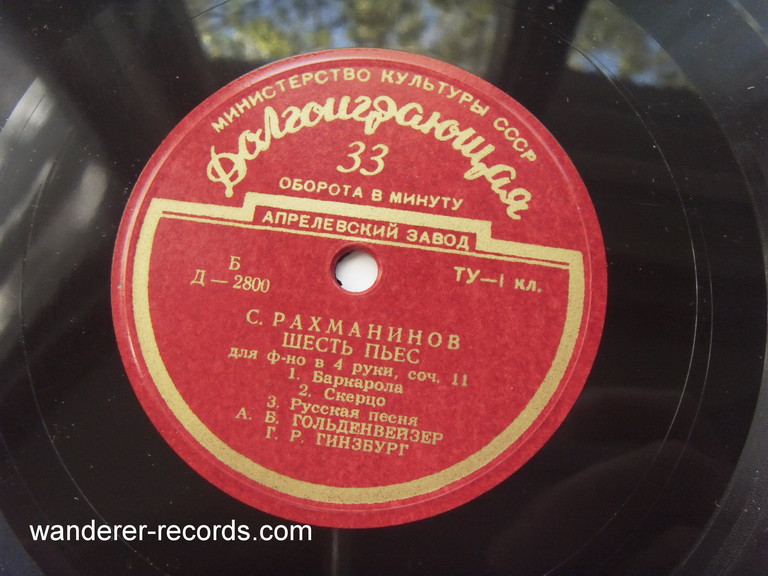 МИНИСТЕРСТВО КУЛЬТУРЫ СССР
Долгоиграющая
33
ОБОРОТА В МИНУТУ
АПРЕЛЕВСКИЙ ЗАВОД
Б
Д — 2800
ТУ—1 кл.
С. РАХМАНИНОВ
ШЕСТЬ ПЬЕС
для ф-но в 4 руки, соч. 11
1. Баркарола
2. Скерцо
3. Русская песня
А. Б. ГОЛЬДЕНВЕЙЗЕР
Г. Р. ГИНЗБУРГ
wanderer-records.com